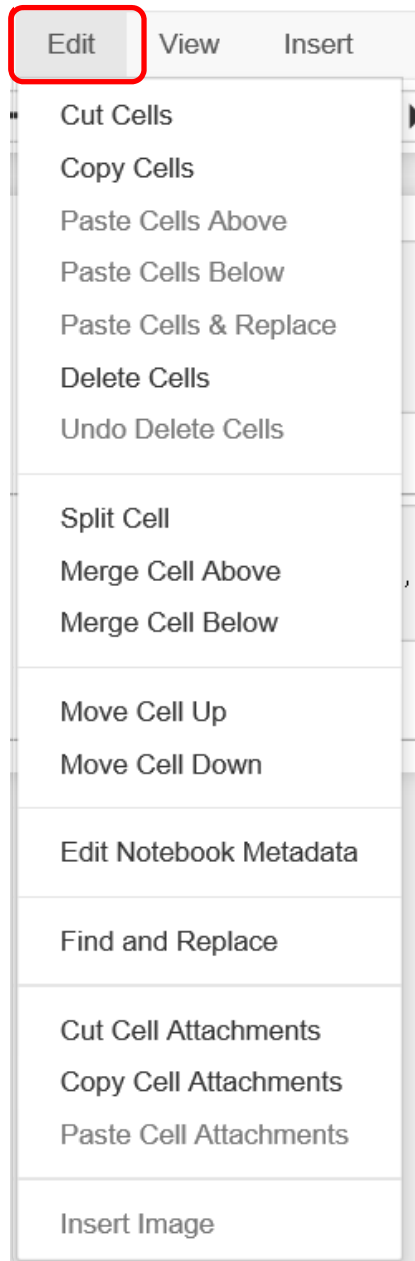 Edit View Insert
Cut Cells
Copy Cells
Paste Cells Above
Paste Cells Below
Paste Cells & Replace
Delete Cells
Undo Delete Cells
Split Cell
Merge Cell Above
Merge Cell Below
Move Cell Up
Move Cell Down
Edit Notebook Metadata
Find and Replace
Cut Cell Attachments
Copy Cell Attachments
Paste Cell Attachments
Insert Image